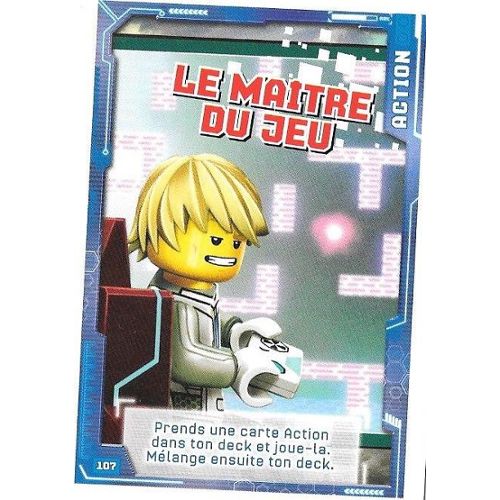 ACTION
LE MAÎTRE
DU JEU
Prends une carte Action
dans ton deck et joue-la.
Mélange ensuite ton deck.
107